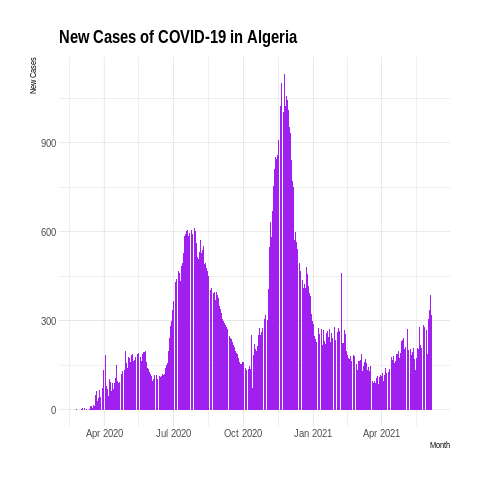 New Cases of COVID-19 in Algeria
New Cases
900
600
300
0
Apr 2020 Jul 2020 Oct 2020 Jan 2021 Apr 2021
Month